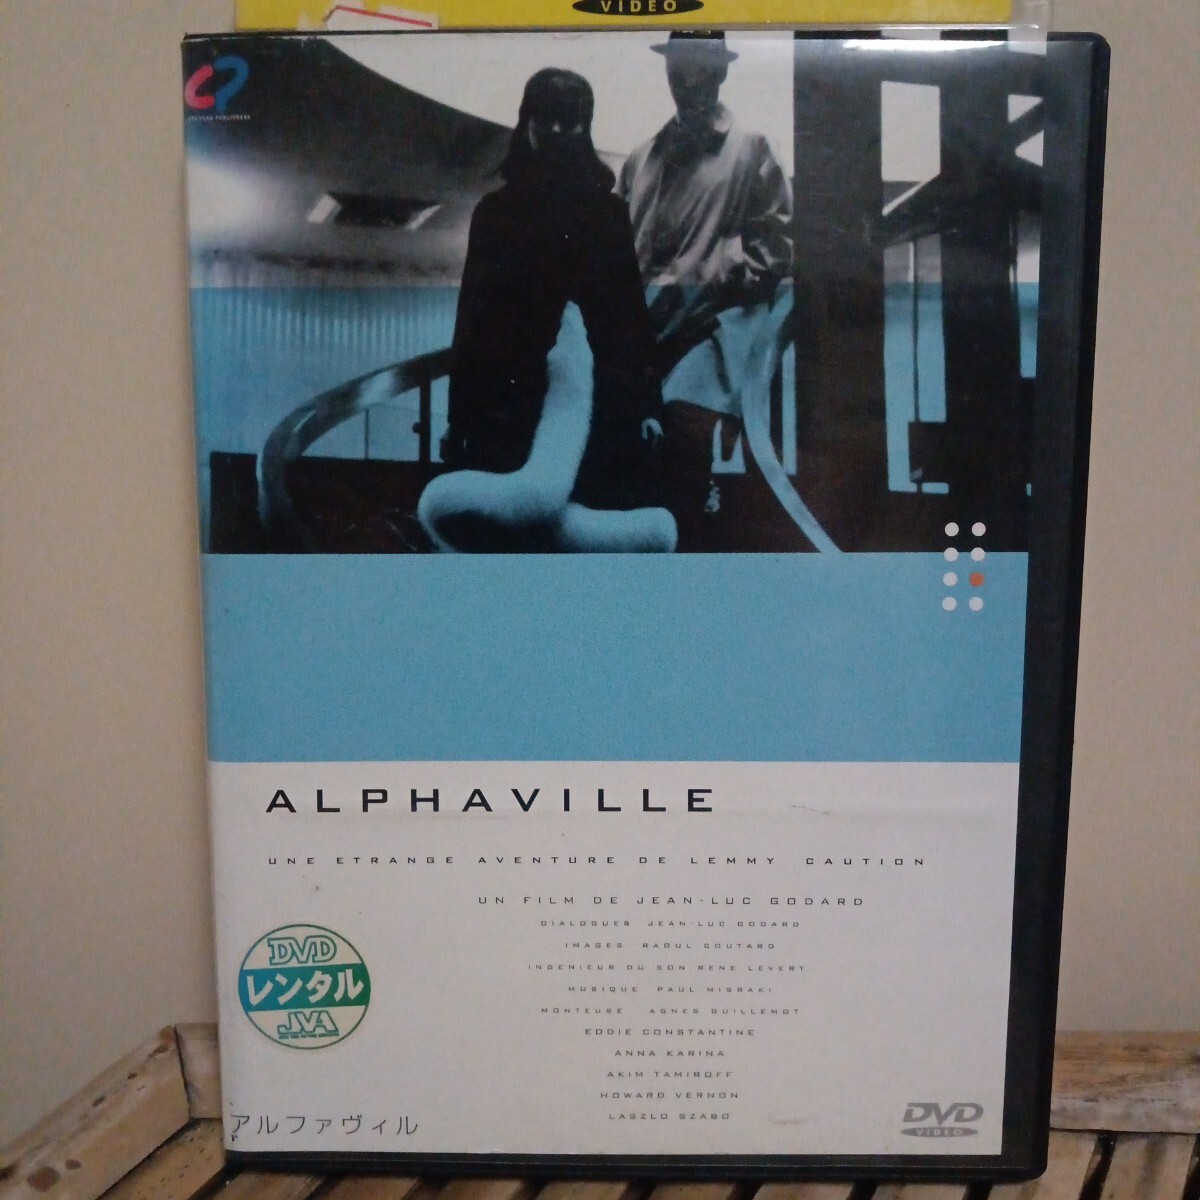 VIDEO
CULTURE PUBLISHERS
ALPHAVILLE
UNE ETRANGE AVENTURE DE LEMMY CAUTION
UN FILM DE JEAN-LUC GODARD
DIALOGUES JEAN-LUC GODARD
IMAGES RAOUL COUTARD
INGENIEUR DU SON RENE LEVERT
MUSIQUE PAUL MISRAKI
MONTEUSE AGNES GUILLEMOT
EDDIE CONSTANTINE
ANNA KARINA
AKIM TAMIROFF
HOWARD VERNON
LASZLO SZABO
DVD
レンタル
JVA
アルファヴィル
DVD
VIDEO